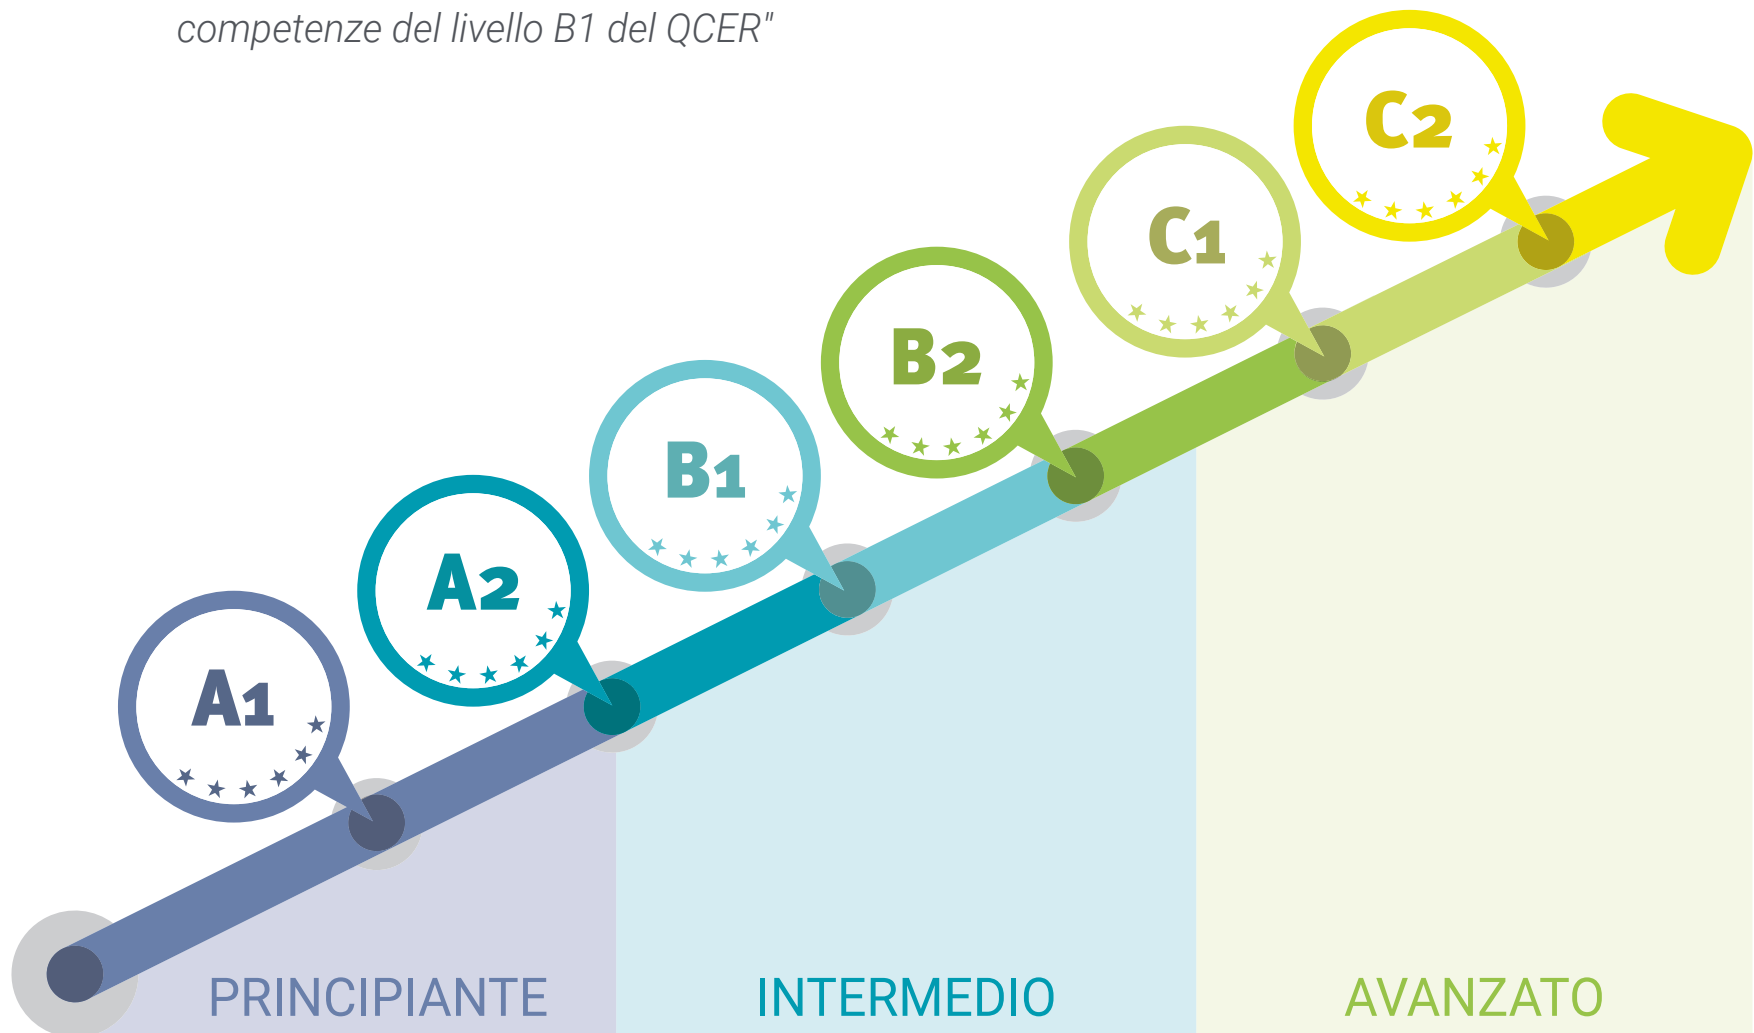 competenze del livello B1 del QCER"
C2
C1
B2
B1
A2
A1
PRINCIPIANTE
INTERMEDIO
AVANZATO